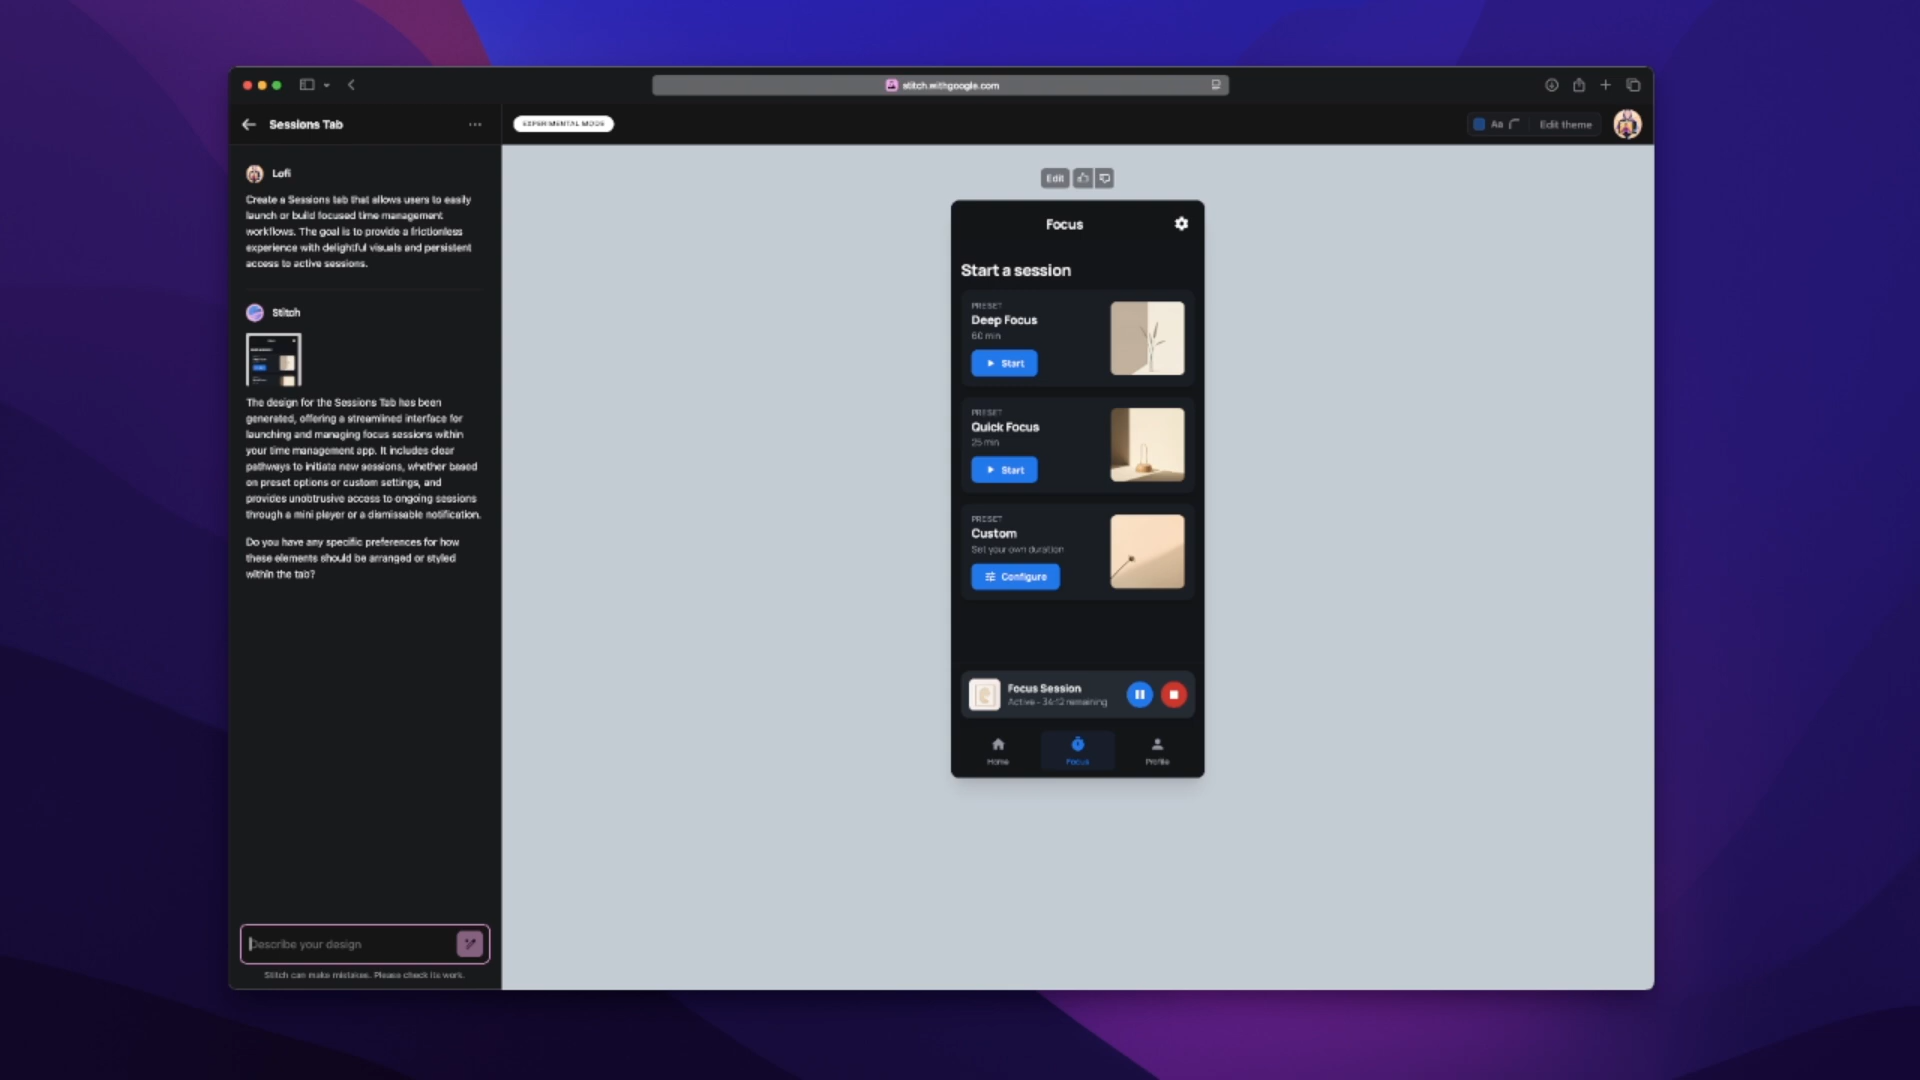 stitch.withgoogle.com
Sessions Tab
EXPERIMENTAL MODE
Aa
Edit theme
Lofi
Create a Sessions tab that allows users to easily
launch or build focused time management
workflows. The goal is to provide a frictionless
experience with delightful visuals and persistent
access to active sessions.
Stitch
The design for the Sessions Tab has been
generated, offering a streamlined interface for
launching and managing focus sessions within
your time management app. It includes clear
pathways to initiate new sessions, whether based
on preset options or custom settings, and
provides unobtrusive access to ongoing sessions
through a mini player or a dismissable notification.
Do you have any specific preferences for how
these elements should be arranged or styled
within the tab?
Describe your design
Stitch can make mistakes. Please check its work.
Edit
Focus
Start a session
PRESET
Deep Focus
60 min
Start
PRESET
Quick Focus
25 min
Start
PRESET
Custom
Set your own duration
Configure
Focus Session
Active - 34:12 remaining
Home
Focus
Profile